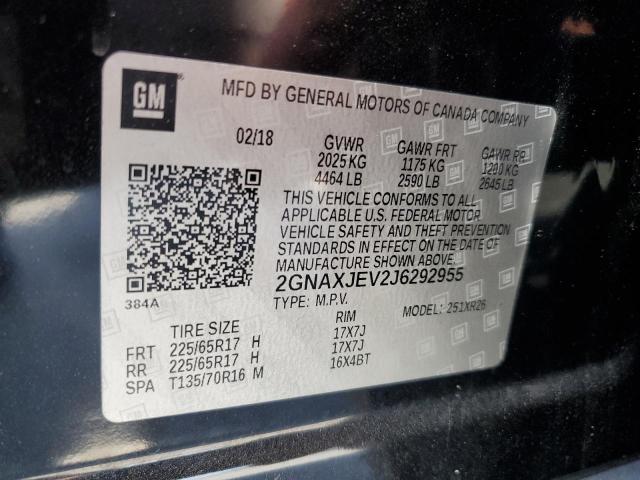 GM
MFD BY GENERAL MOTORS OF CANADA COMPANY
02/18 GVWR GAWR FRT GAWR RR
2025 KG 1175 KG 1200 KG
4464 LB 2590 LB 2645 LB
THIS VEHICLE CONFORMS TO ALL
APPLICABLE U.S. FEDERAL MOTOR
VEHICLE SAFETY AND THEFT PREVENTION
STANDARDS IN EFFECT ON THE DATE
OF MANUFACTURE SHOWN ABOVE.
2GNAXJEV2J6292955
384A
TYPE: M.P.V. MODEL: 251XR26
TIRE SIZE RIM
FRT 225/65R17 H 17X7J
RR 225/65R17 H 17X7J
SPA T135/70R16 M 16X4BT